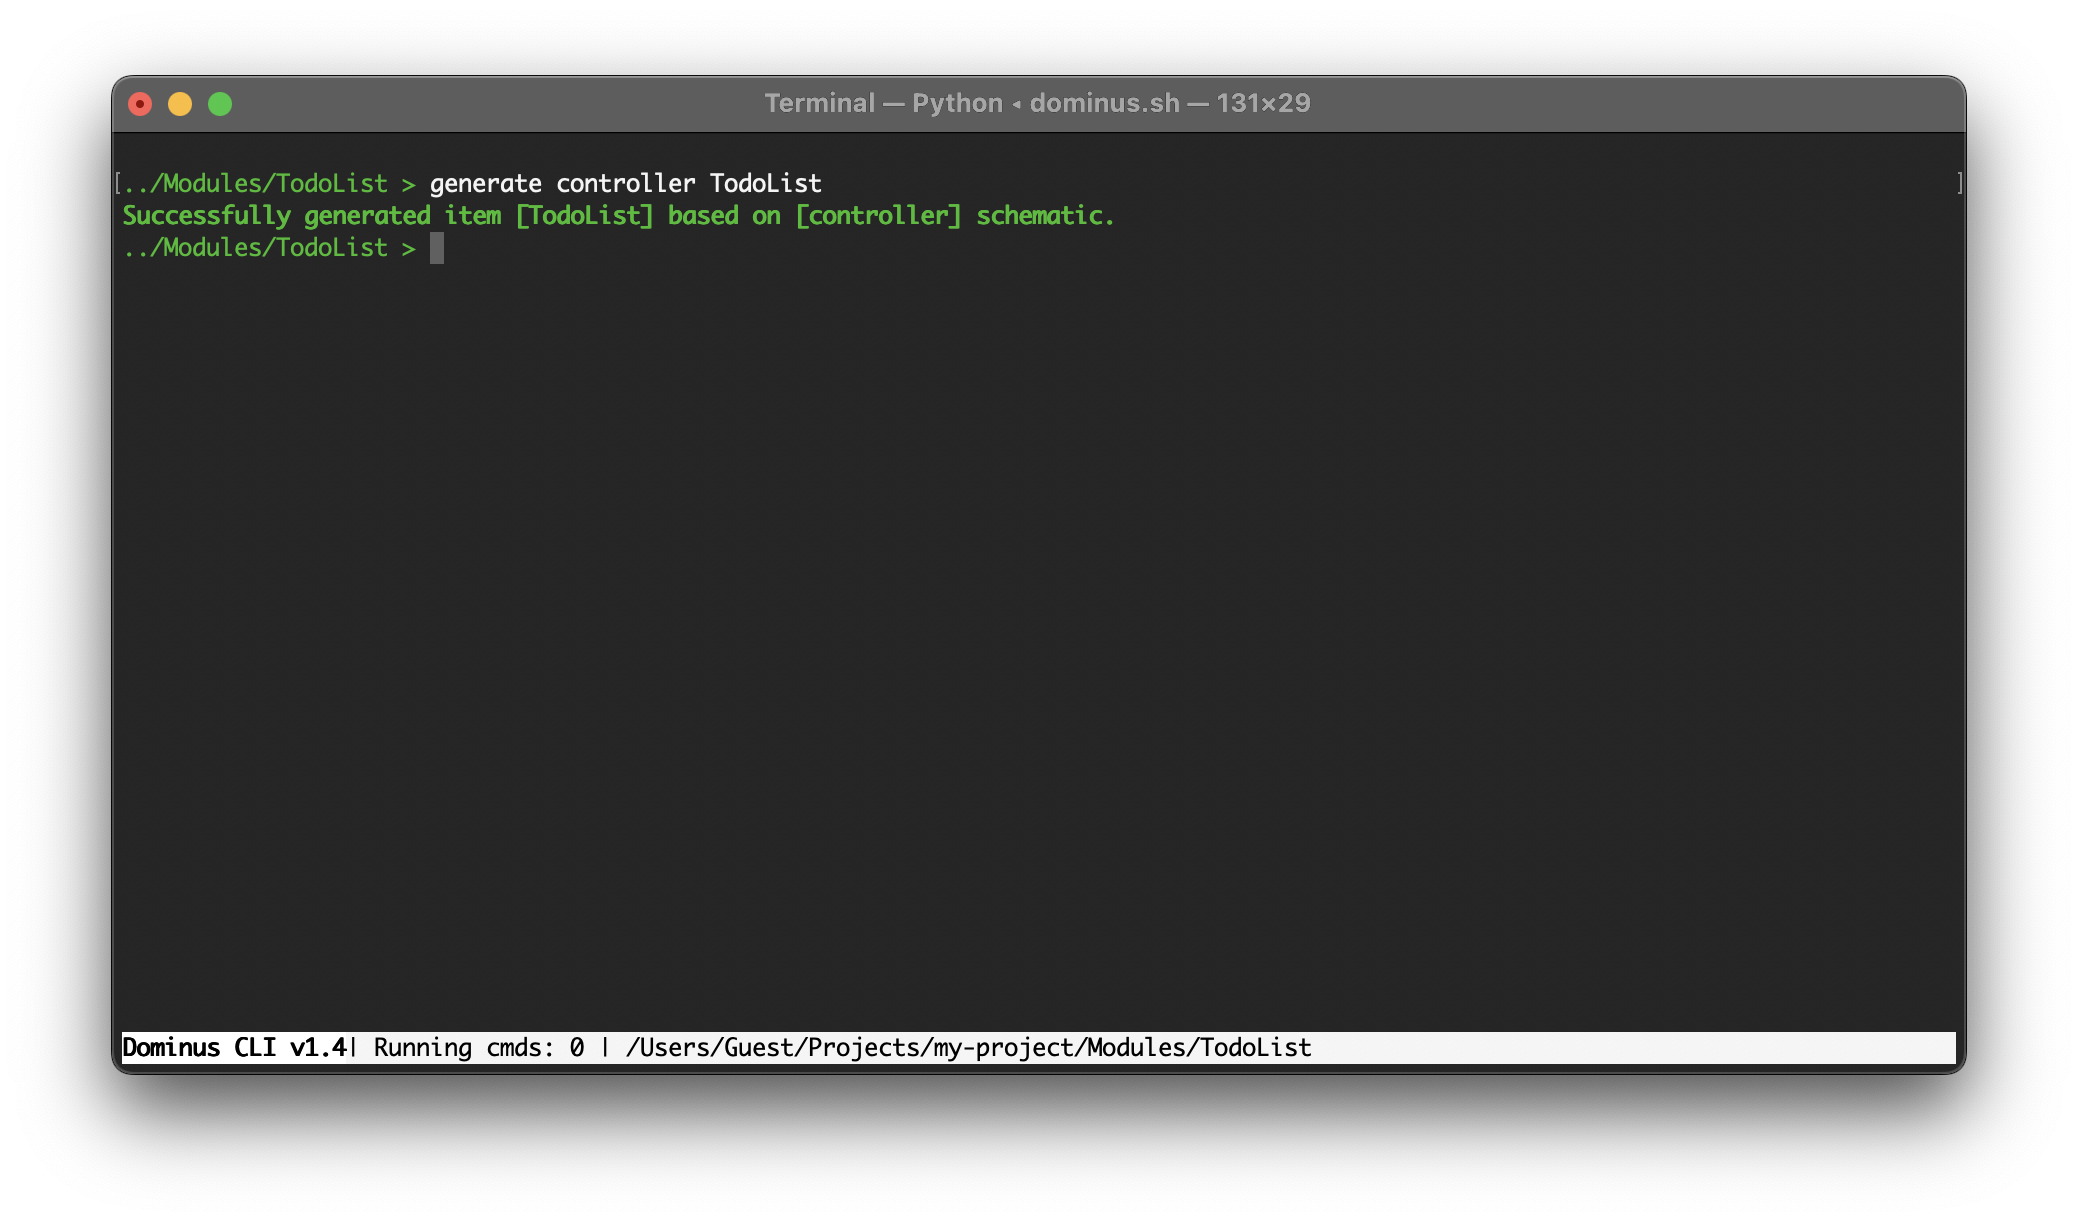 Terminal — Python ◂ dominus.sh — 131×29
[../Modules/TodoList > generate controller TodoList ]
Successfully generated item [TodoList] based on [controller] schematic.
../Modules/TodoList >
Dominus CLI v1.4| Running cmds: 0 | /Users/Guest/Projects/my-project/Modules/TodoList